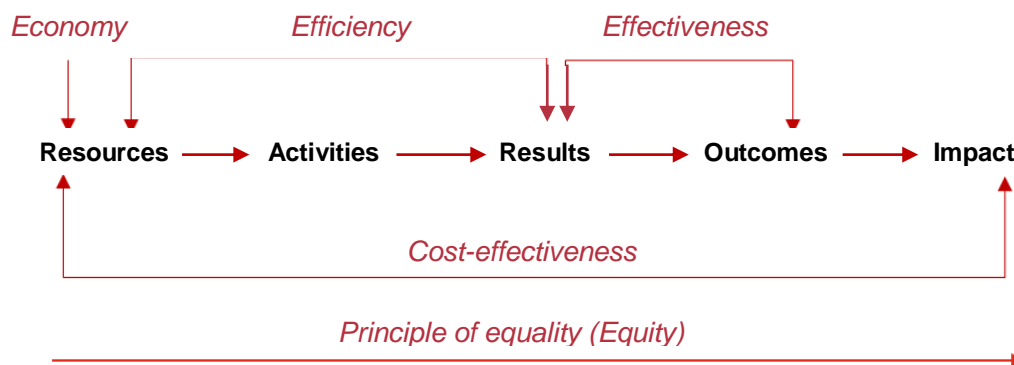 Economy Efficiency Effectiveness
Resources Activities Results Outcomes Impact
Cost-effectiveness
Principle of equality (Equity)